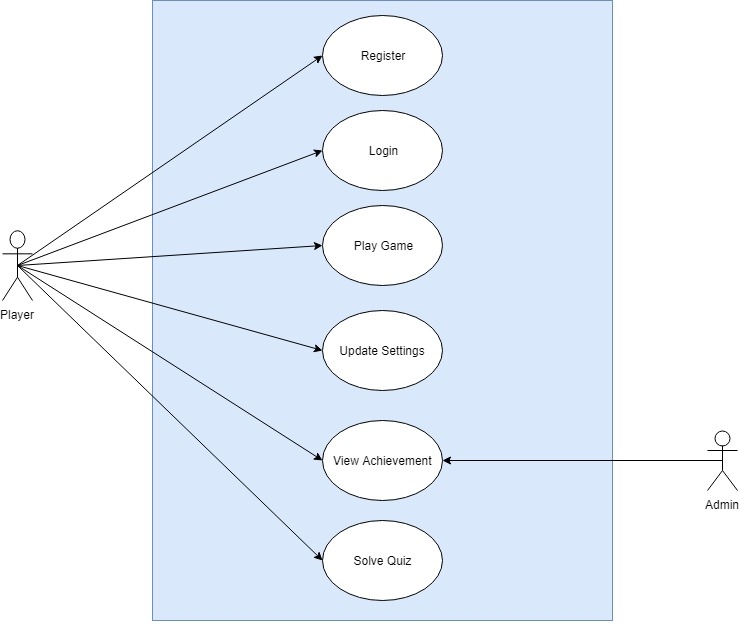 Register
Login
Play Game
Player
Update Settings
View Achievement
Admin
Solve Quiz